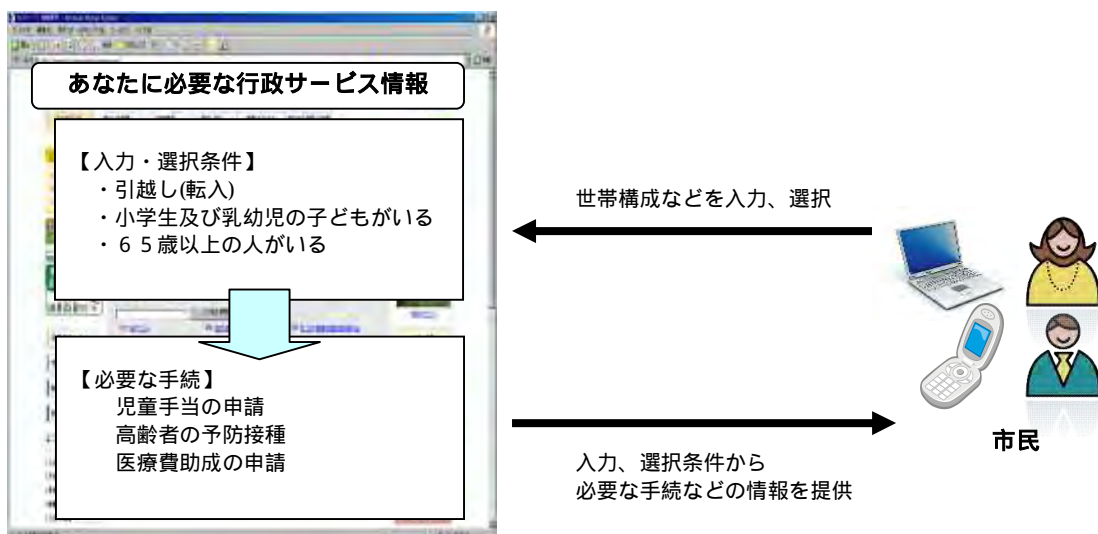 あなたに必要な行政サービス情報
【入力・選択条件】
・引越し(転入)
・小学生及び乳幼児の子どもがいる
・６５歳以上の人がいる
【必要な手続】
児童手当の申請
高齢者の予防接種
医療費助成の申請
世帯構成などを入力、選択
入力、選択条件から
必要な手続などの情報を提供
市民